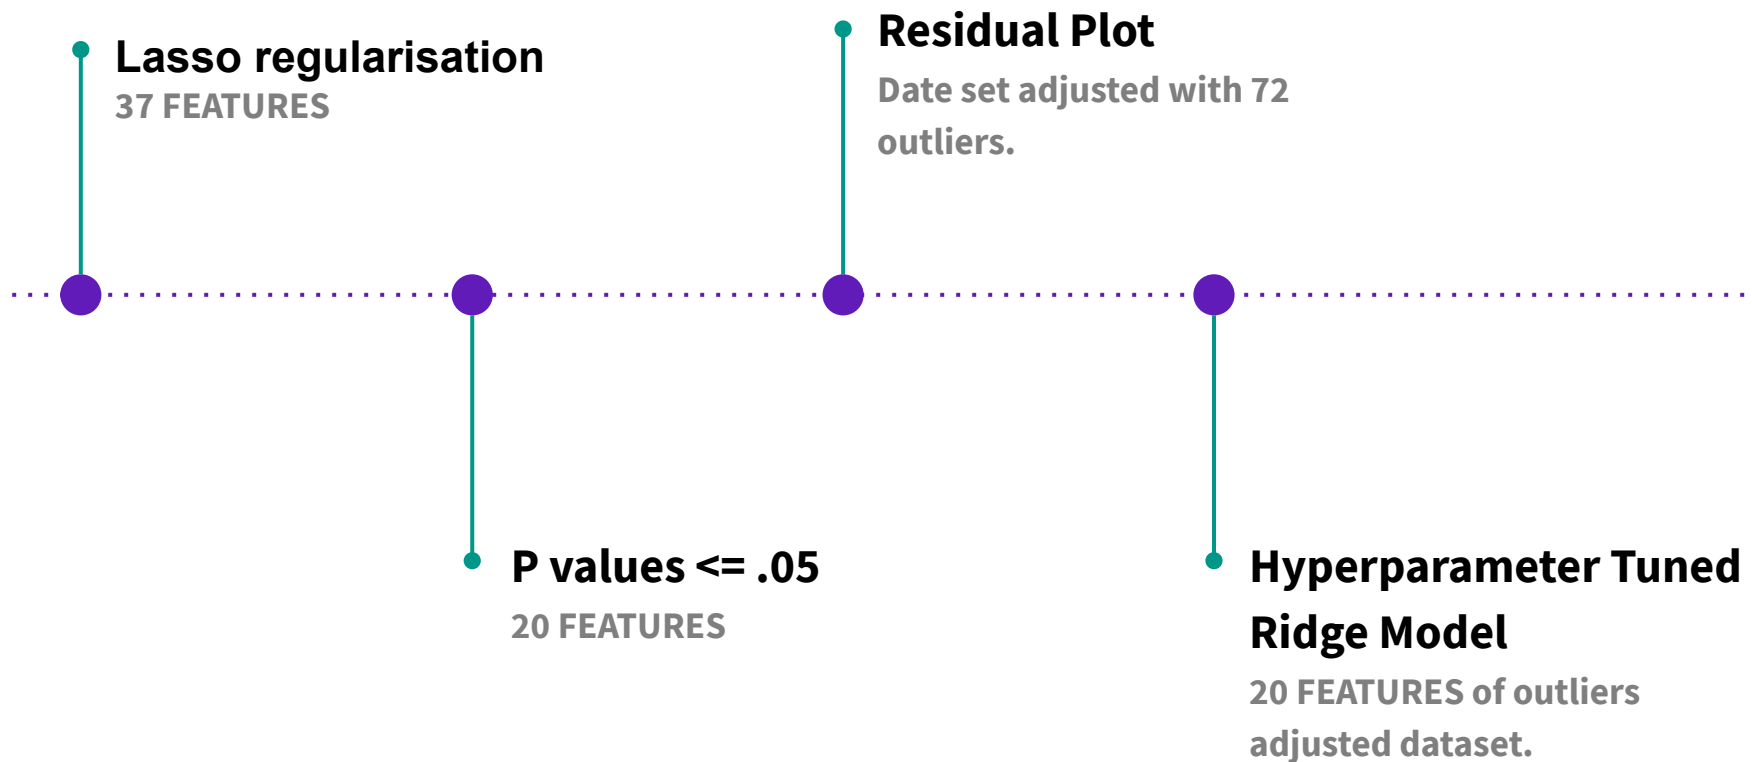 Lasso regularisation
37 FEATURES
P values <= .05
20 FEATURES
Residual Plot
Date set adjusted with 72
outliers.
Hyperparameter Tuned
Ridge Model
20 FEATURES of outliers
adjusted dataset.